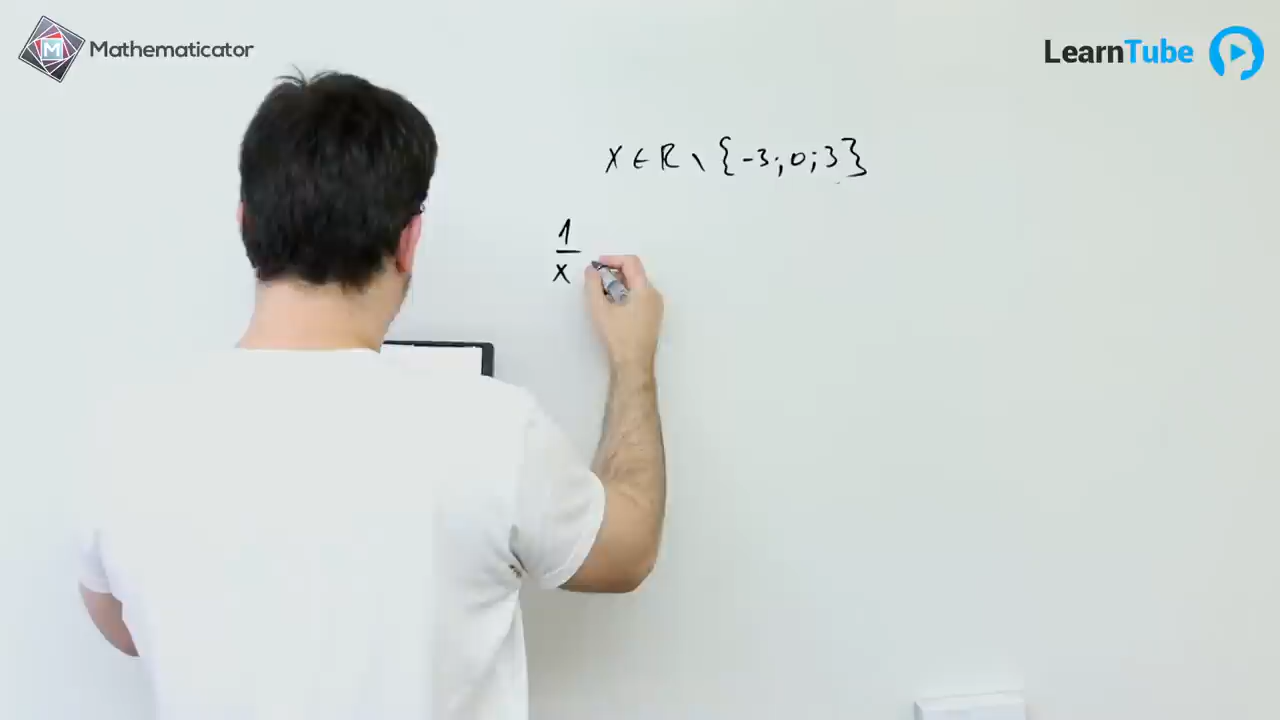 Mathematicator
LearnTube
x ∈ R \ {-3; 0; 3}
1
x